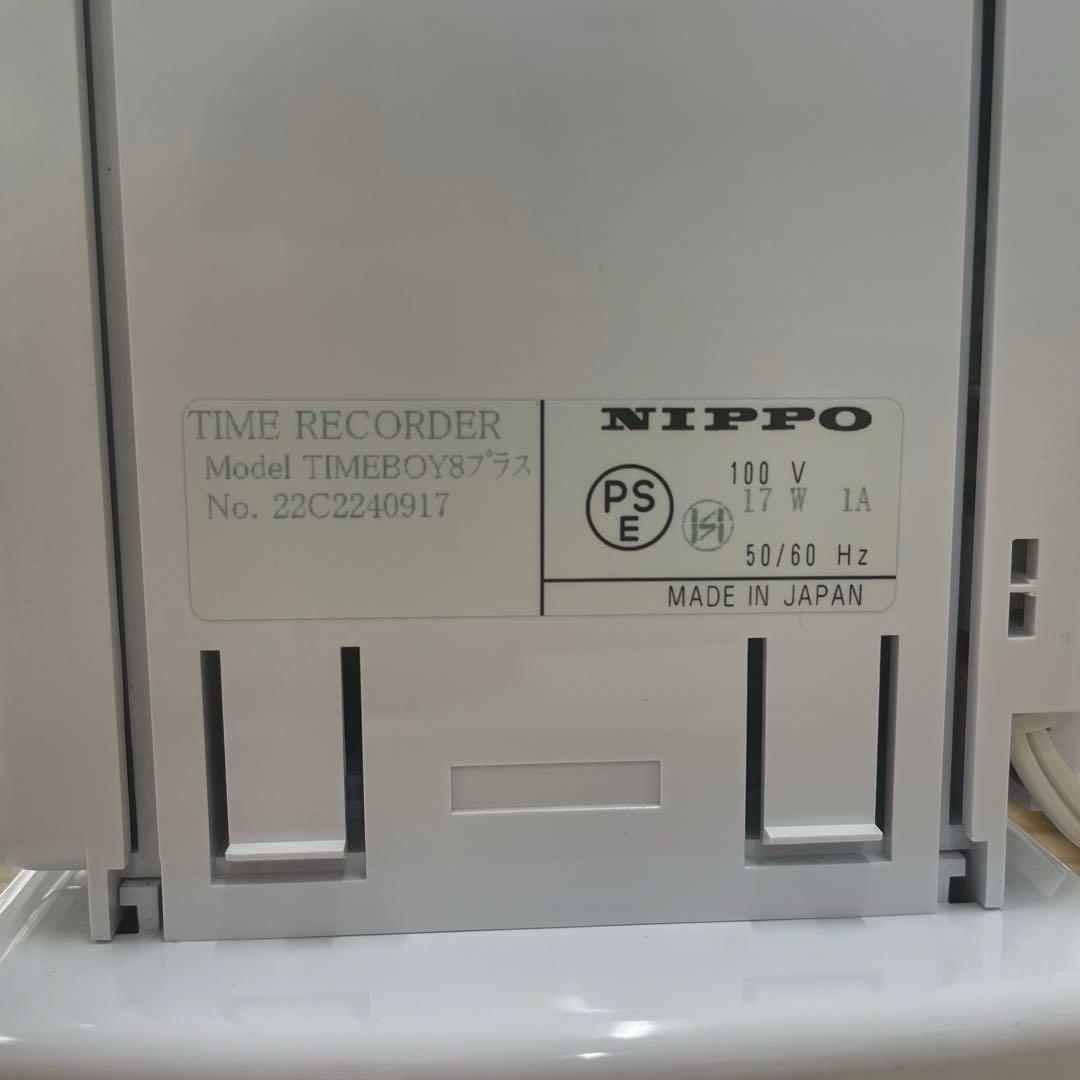 TIME RECORDER
Model TIMEBOY8プラス
No. 22C2240917
NIPPO
PS
E
100 V
17 W 1A
50/60 Hz
MADE IN JAPAN